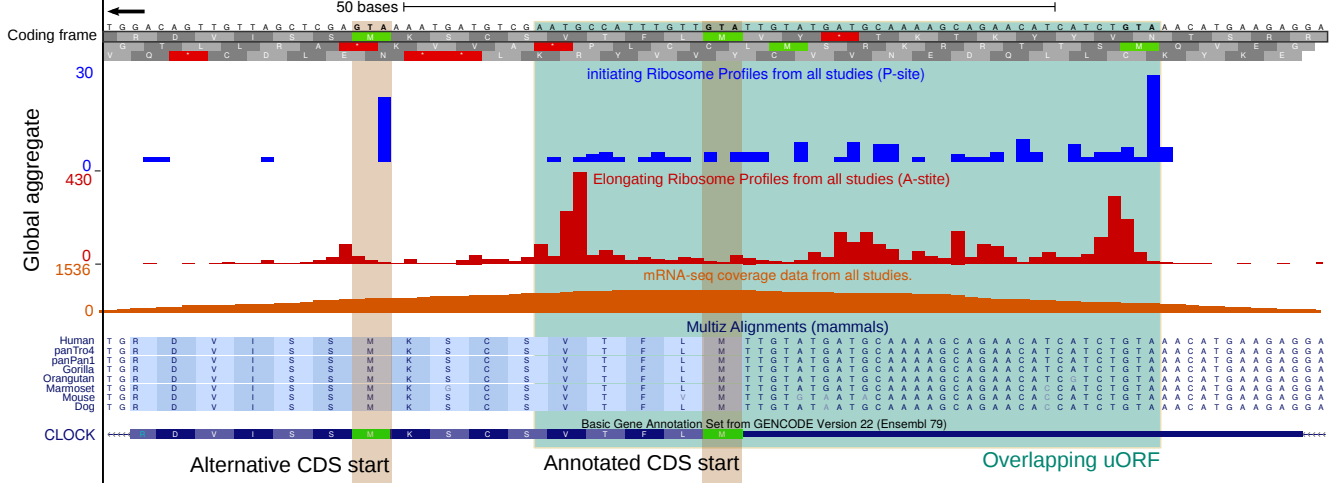 50 bases
T G G A C A G T T G T T A G C T C G A G T A A A A T G A T G T C G A A T G C C A T T T G T T G T A T T G T A T G A T G C A A A A G C A G A A C A T C A T C T G T A A A C A T G A A G A G G A
Coding frame
R D V I S S M K S C S V T F L M
30
initiating Ribosome Profiles from all studies (P-site)
0
Global aggregate
430
Elongating Ribosome Profiles from all studies (A-stite)
0
1536
mRNA-seq coverage data from all studies.
0
Multiz Alignments (mammals)
Human T G R D V I S S M K S C S V T F L M T T G T A T G A T G C A A A A G C A G A A C A T C A T C T G T A A A C A T G A A G A G G A
panTro4 T G R D V I S S M K S C S V T F L M T T G T A T G A T G C A A A A G C A G A A C A T C A T C T G T A A A C A T G A A G A G G A
panPan1 T G R D V I S S M K S C S V T F L M T T G T A T G A T G C A A A A G C A G A A C A T C A T C T G T A A A C A T G A A G A G G A
Gorilla T G R D V I S S M K S C S V T F L M T T G T A T G A T G C A A A A G C A G A A C A T C A T C T G T A A A C A T G A A G A G G A
Orangutan T G R D V I S S M K S C S V T F L M T T G T A T G A T G C A A A A G C A G A A C A T C G T C T G T A A A C A T G A A G A G G A
Marmoset T G R D V I S S M K G C S V T F L M T T G T A T G A T G C A A A A G C A G A A C A C C A T C T G T A A A C A T G A A G A G G A
Mouse T G R D V I S S M K S C S V T F V M T T G T G T G A T A C A A A A G C A G A A C A C C A T C T G T A A A C A T G A A G A G G A
Dog T G R D V I S S M K S C S V T F L M T T G T A T A A T G C A A A A G C A G A A C A C C A T C T G T A A A C A T G A A G A G G A
Basic Gene Annotation Set from GENCODE Version 22 (Ensembl 79)
CLOCK R D V I S S M K S C S V T F L M
Alternative CDS start
Annotated CDS start
Overlapping uORF